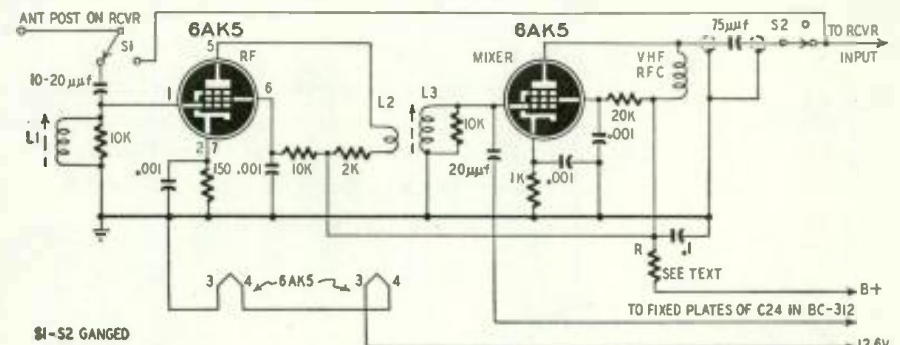 ANT POST ON RCVR
S1
10-20µµf
L1
10K
.001
6AK5
5
RF
1
6
2
7
150
.001
10K
2K
L2
L3
10K
20µµf
6AK5
MIXER
1K
.001
.001
20K
VHF
RFC
75µµf
S2
TO RCVR
INPUT
R
.1
SEE TEXT
B+
TO FIXED PLATES OF C24 IN BC-312
12.6V
3
4
6AK5
3
4
S1-S2 GANGED